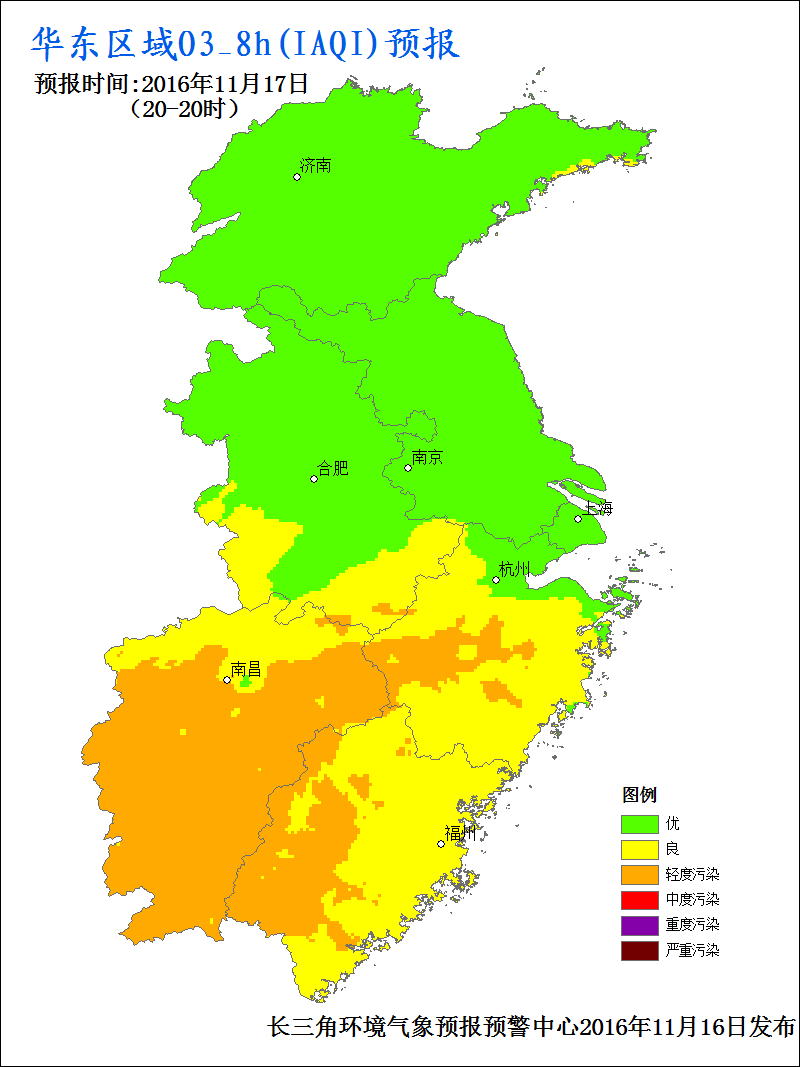 华东区域O3_8h(IAQI)预报
预报时间:2016年11月17日
（20-20时）
济南
合肥
南京
上海
杭州
南昌
福州
图例
优
良
轻度污染
中度污染
重度污染
严重污染
长三角环境气象预报预警中心2016年11月16日发布